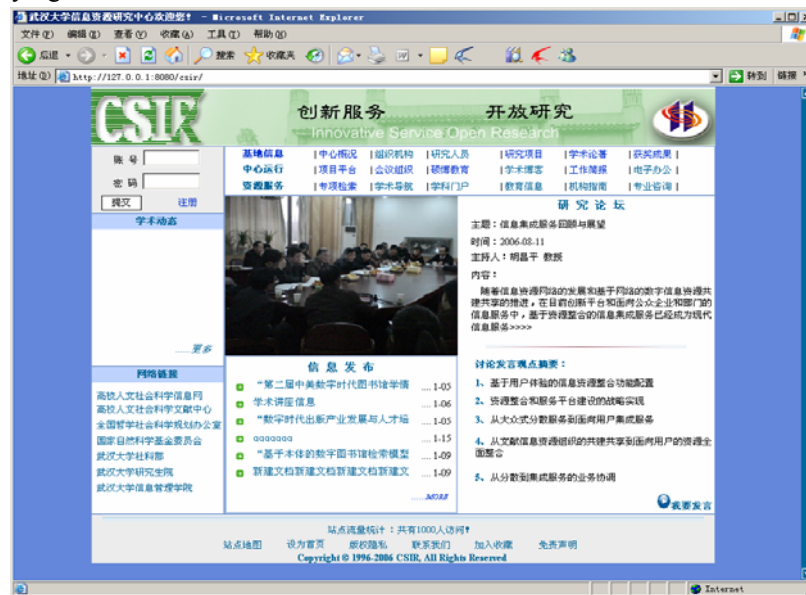 武汉大学信息资源研究中心欢迎您! - Microsoft Internet Explorer
文件(F) 编辑(E) 查看(V) 收藏(A) 工具(T) 帮助(H)
后退 搜索 收藏夹
地址(D) http://127.0.0.1:8080/csir/ 转到 链接
CSIR 创新服务 开放研究
Innovative Service Open Research
账 号
密 码
提交 注册
基地信息 |中心概况 |组织机构 |研究人员 |研究项目 |学术论著 |获奖成果|
中心运行 |项目平台 |会议组织 |硕博教育 |学术博客 |工作简报 |电子办公|
资源服务 |专项检索 |学术导航 |学科门户 |教育信息 |机构指南 |专业咨询|
学术动态
......更多
网络链接
高校人文社会科学信息网
高校人文社会科学文献中心
全国哲学社会科学规划办公室
国家自然科学基金委员会
武汉大学社科部
武汉大学研究生院
武汉大学信息管理学院
信 息 发 布
“第二届中美数字时代图书馆学情 .... 1-05
学术讲座信息 .... 1-06
“数字时代出版产业发展与人才培 .... 1-05
qqqqqqq .... 1-15
“基于本体的数字图书馆检索模型 .... 1-09
新建文档新建文档新建文档新建文 .... 1-09
......MORE
研 究 论 坛
主题：信息集成服务回顾与展望
时间：2006-08-11
主持人：胡昌平 教授
内容：
随着信息资源网络的发展和基于网络的数字信息资源共
建共享的推进，在目前创新平台和面向公众企业和部门的
信息服务中，基于资源整合的信息集成服务已经成为现代
信息服务>>>>
讨论发言观点摘要：
1、基于用户体验的信息资源整合功能配置
2、资源整合和服务平台建设的战略实现
3、从大众式分散服务到面向用户集成服务
4、从文献信息资源组织的共建共享到面向用户的资源全
面整合
5、从分散到集成服务的业务协调
我要发言
站点流量统计：共有1000人访问!
站点地图 设为首页 版权隐私 联系我们 加入收藏 免责声明
Copyright © 1996-2006 CSIR, All Rights Reserved
Internet